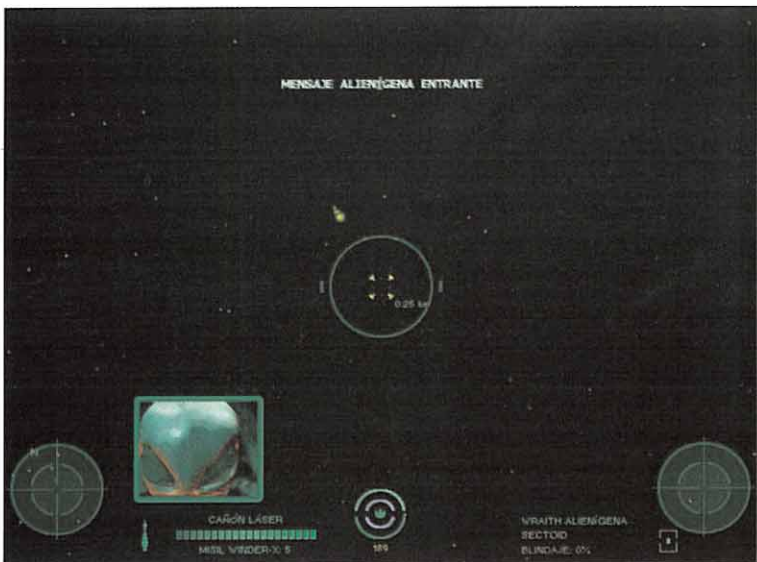 MENSAJE ALIENÍGENA ENTRANTE
0.25 km
N
CAÑÓN LÁSER
MISIL WINDER-X: 5
189
WRAITH ALIENÍGENA
SECTOID
BLINDAJE: 0%